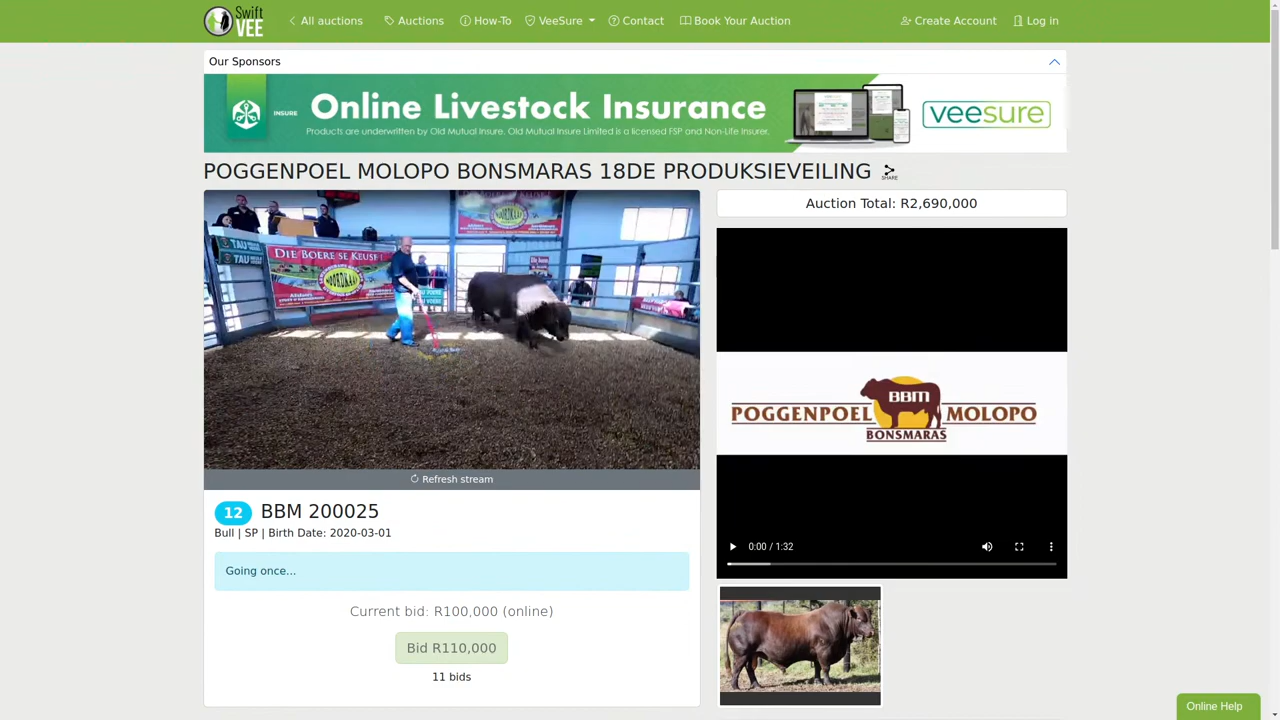 Swift VEE
All auctions
Auctions
How-To
VeeSure
Contact
Book Your Auction
Create Account
Log in
Our Sponsors
INSURE
Online Livestock Insurance
Products are underwritten by Old Mutual Insure. Old Mutual Insure Limited is a licensed FSP and Non-Life Insurer.
veesure
POGGENPOEL MOLOPO BONSMARAS 18DE PRODUKSIEVEILING
SHARE
TAU
TAU
DIE BOERE SE KEUSE!
NOORDKAAP
Refresh stream
12 BBM 200025
Bull | SP | Birth Date: 2020-03-01
Going once...
Current bid: R100,000 (online)
Bid R110,000
11 bids
Auction Total: R2,690,000
BBM
POGGENPOEL MOLOPO
BONSMARAS
0:00 / 1:32
Online Help